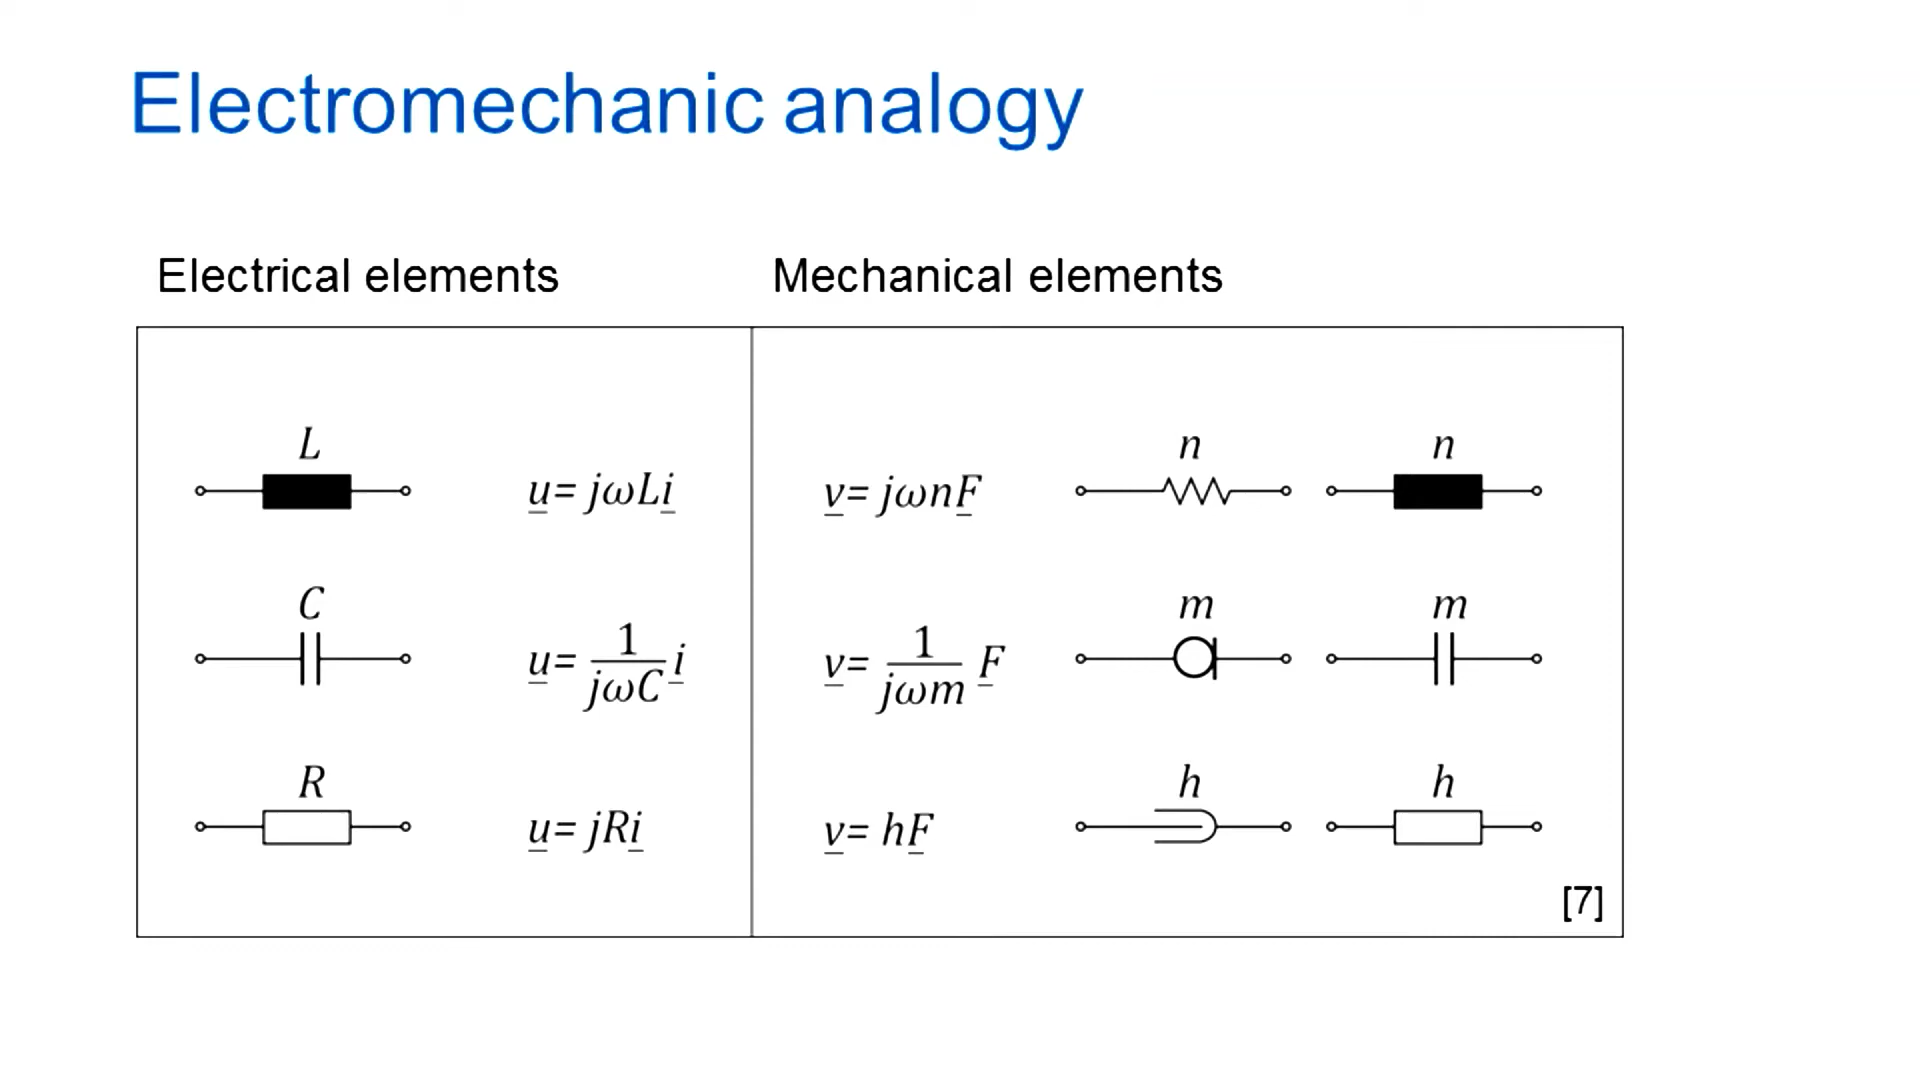 Electromechanic analogy
Electrical elements
Mechanical elements
L
u= jωLi
v= jωnF
n
n
C
u= 1/jωC i
v= 1/jωm F
m
m
R
u= jRi
v= hF
h
h
[7]